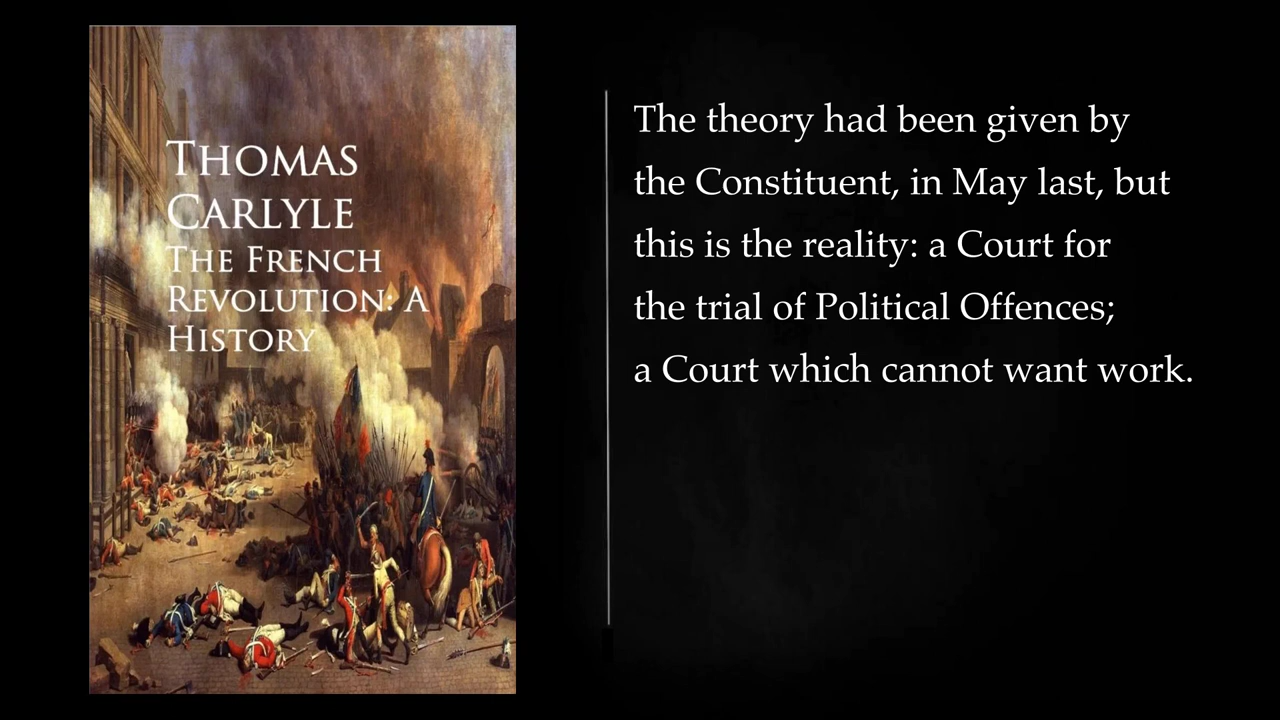 THOMAS
CARLYLE
THE FRENCH
REVOLUTION: A
HISTORY
The theory had been given by
the Constituent, in May last, but
this is the reality: a Court for
the trial of Political Offences;
a Court which cannot want work.